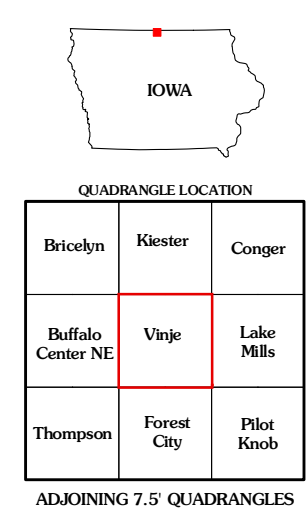 IOWA
QUADRANGLE LOCATION
Bricelyn
Kiester
Conger
Buffalo
Center NE
Vinje
Lake
Mills
Thompson
Forest
City
Pilot
Knob
ADJOINING 7.5' QUADRANGLES